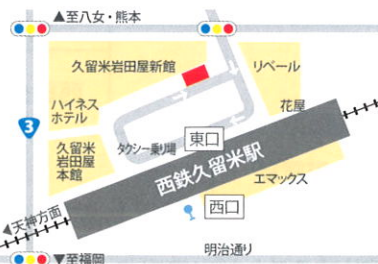 ▲至八女・熊本
久留米岩田屋新館
リベール
ハイネス
ホテル
花屋
3
久留米
岩田屋
本館
タクシー乗り場
東口
西鉄久留米駅
エマックス
西口
◀天神方面
明治通り
▼至福岡